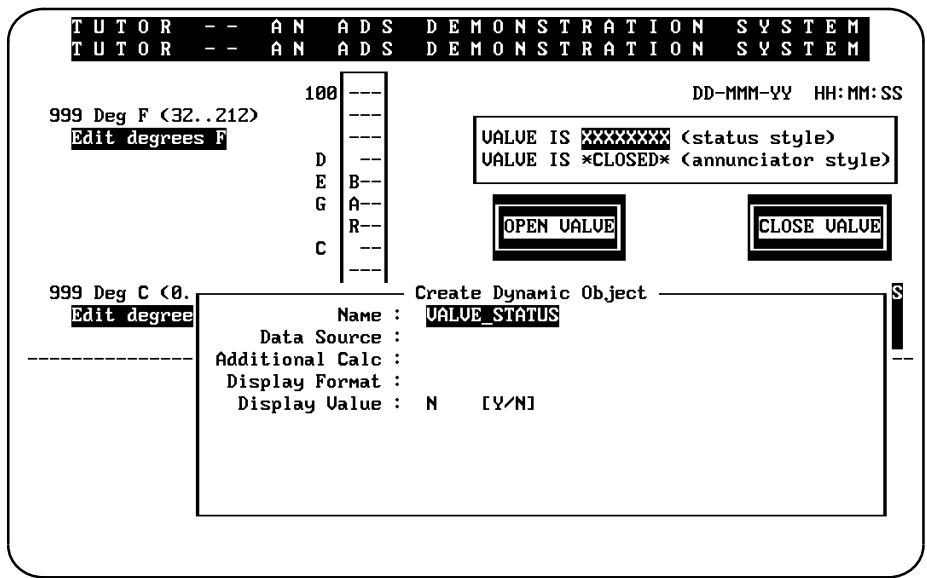 T U T O R -- A N A D S D E M O N S T R A T I O N S Y S T E M
T U T O R -- A N A D S D E M O N S T R A T I O N S Y S T E M
100 --- DD-MMM-YY HH:MM:SS
999 Deg F (32..212) ---
Edit degrees F --- VALVE IS XXXXXXXX (status style)
D -- VALVE IS *CLOSED* (annunciator style)
E B--
G A--
R-- OPEN VALVE CLOSE VALVE
C --
---
999 Deg C (0. Create Dynamic Object S
Edit degree Name : VALVE_STATUS
Data Source :
--------------- Additional Calc : --
Display Format :
Display Value : N [Y/N]